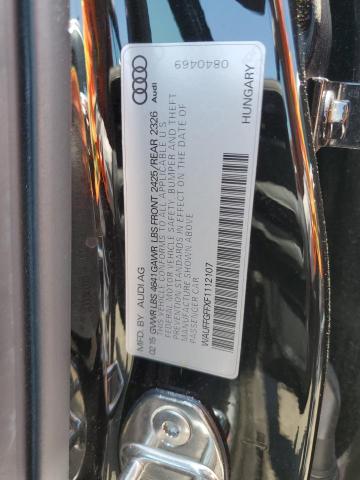 MFD. BY AUDI AG
02.15 GVWR LBS 4641 GAWR LBS FRONT 2425/REAR 2326
THIS VEHICLE CONFORMS TO ALL APPLICABLE U S
FEDERAL MOTOR VEHICLE SAFETY, BUMPER AND THEFT
PREVENTION STANDARDS IN EFFECT ON THE DATE OF
MANUFACTURE SHOWN ABOVE
PASSENGER CAR
WAUFFGFFXF1112107
Audi
HUNGARY
0840469